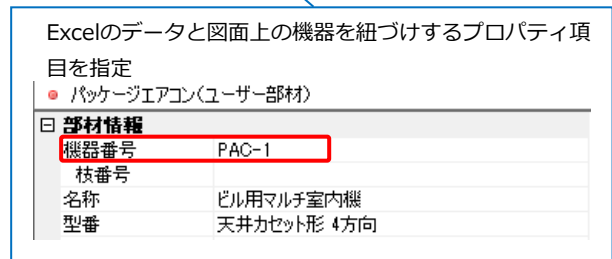 Excelのデータと図面上の機器を紐づけするプロパティ項
目を指定
パッケージエアコン(ユーザー部材)
部材情報
機器番号 PAC-1
枝番号
名称 ビル用マルチ室内機
型番 天井カセット形 4方向